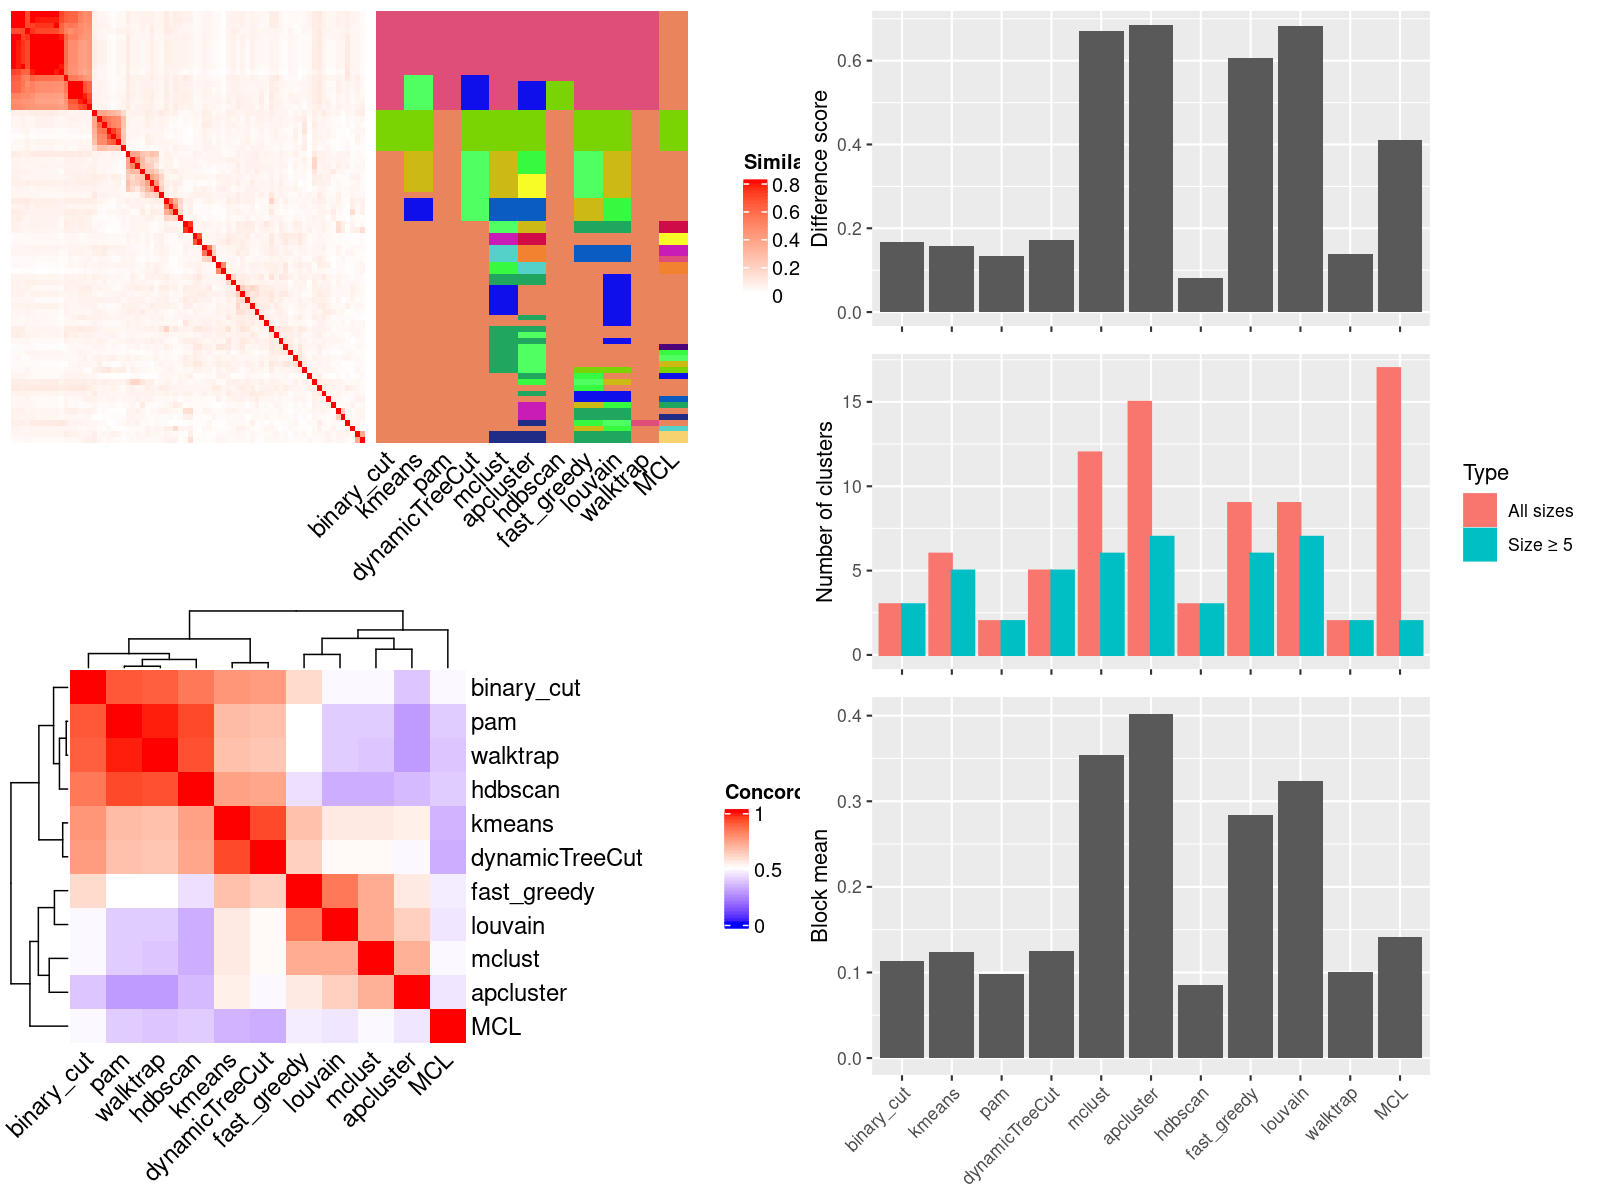 Simila
0.8
0.6
0.4
0.2
0
binary_cut
kmeans
pam
dynamicTreeCut
mclust
apcluster
hdbscan
fast_greedy
louvain
walktrap
MCL
binary_cut
pam
walktrap
hdbscan
kmeans
dynamicTreeCut
fast_greedy
louvain
mclust
apcluster
MCL
binary_cut
pam
walktrap
hdbscan
kmeans
dynamicTreeCut
fast_greedy
louvain
mclust
apcluster
MCL
Concord
1
0.5
0
Difference score
0.6
0.4
0.2
0.0
Number of clusters
15
10
5
0
Type
All sizes
Size ≥ 5
Block mean
0.4
0.3
0.2
0.1
0.0
binary_cut
kmeans
pam
dynamicTreeCut
mclust
apcluster
hdbscan
fast_greedy
louvain
walktrap
MCL